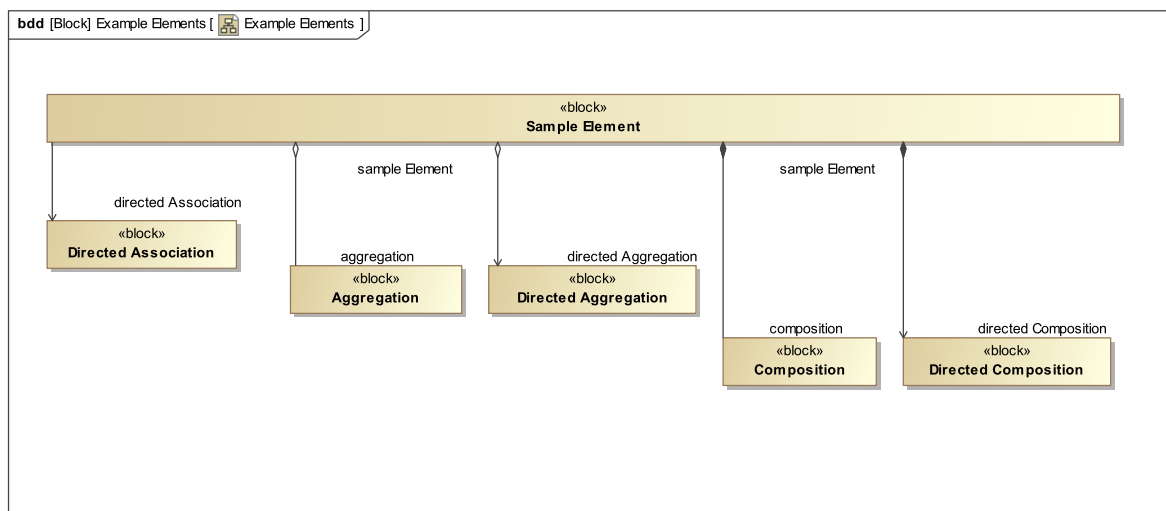 bdd [Block] Example Elements [ Example Elements ]
«block»
Sample Element
sample Element
sample Element
directed Association
«block»
Directed Association
aggregation
«block»
Aggregation
directed Aggregation
«block»
Directed Aggregation
composition
«block»
Composition
directed Composition
«block»
Directed Composition